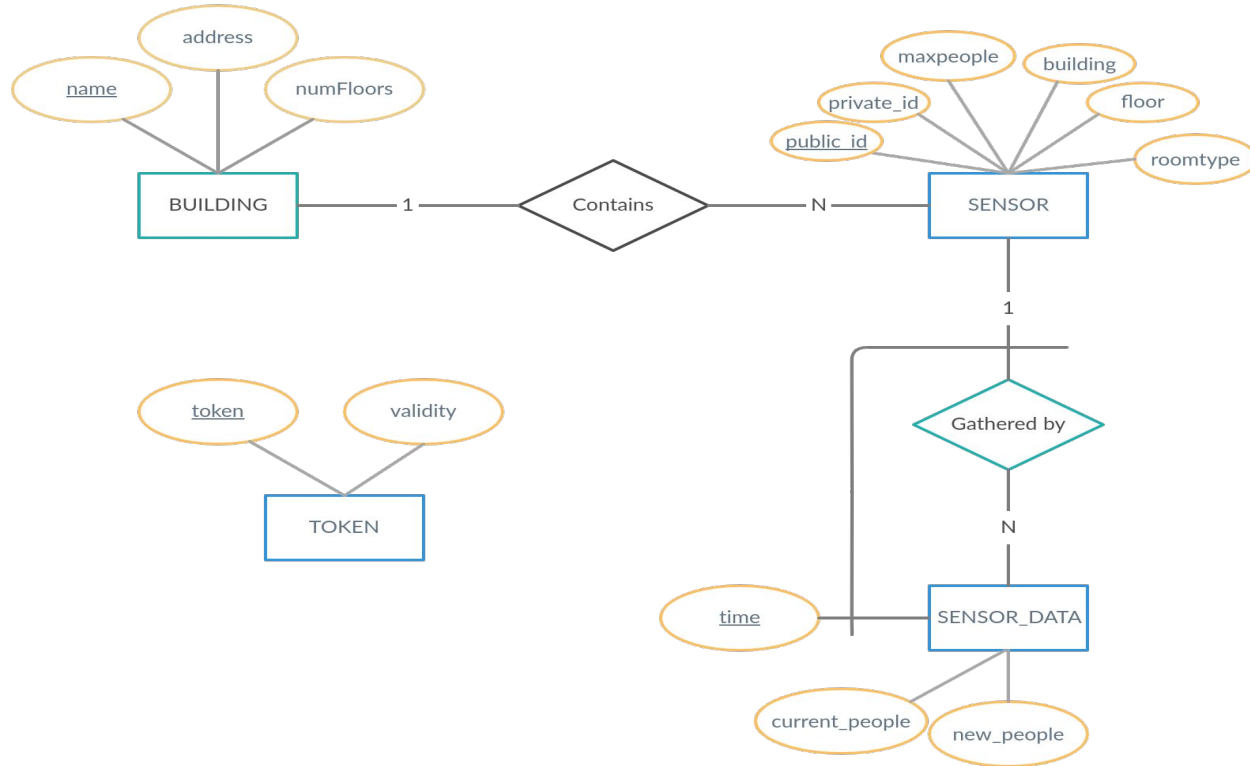 address
name
numFloors
BUILDING
1
Contains
N
maxpeople
building
private_id
floor
public_id
roomtype
SENSOR
1
Gathered by
N
token
validity
TOKEN
time
SENSOR_DATA
current_people
new_people